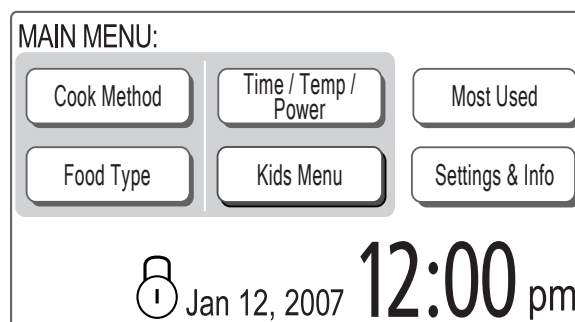 MAIN MENU:
Cook Method
Time / Temp /
Power
Most Used
Food Type
Kids Menu
Settings & Info
Jan 12, 2007 12:00 pm